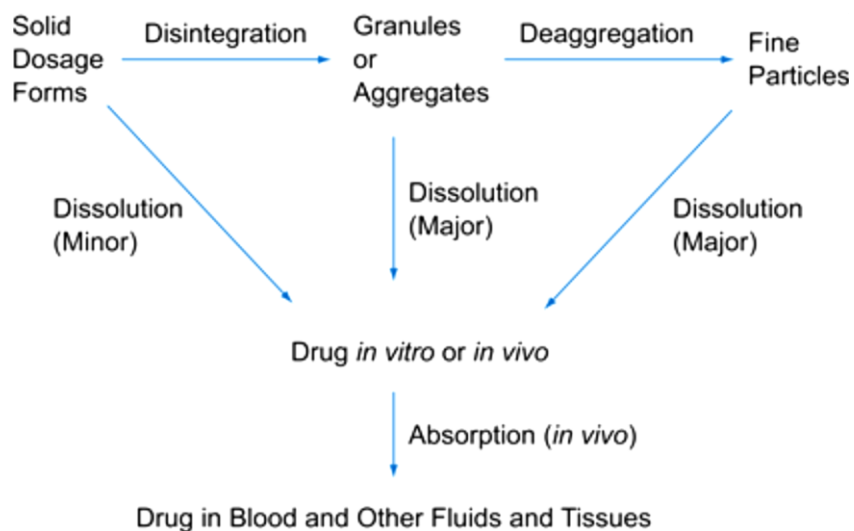 Solid
Dosage
Forms
Disintegration
Granules
or
Aggregates
Deaggregation
Fine
Particles
Dissolution
(Minor)
Dissolution
(Major)
Dissolution
(Major)
Drug in vitro or in vivo
Absorption (in vivo)
Drug in Blood and Other Fluids and Tissues